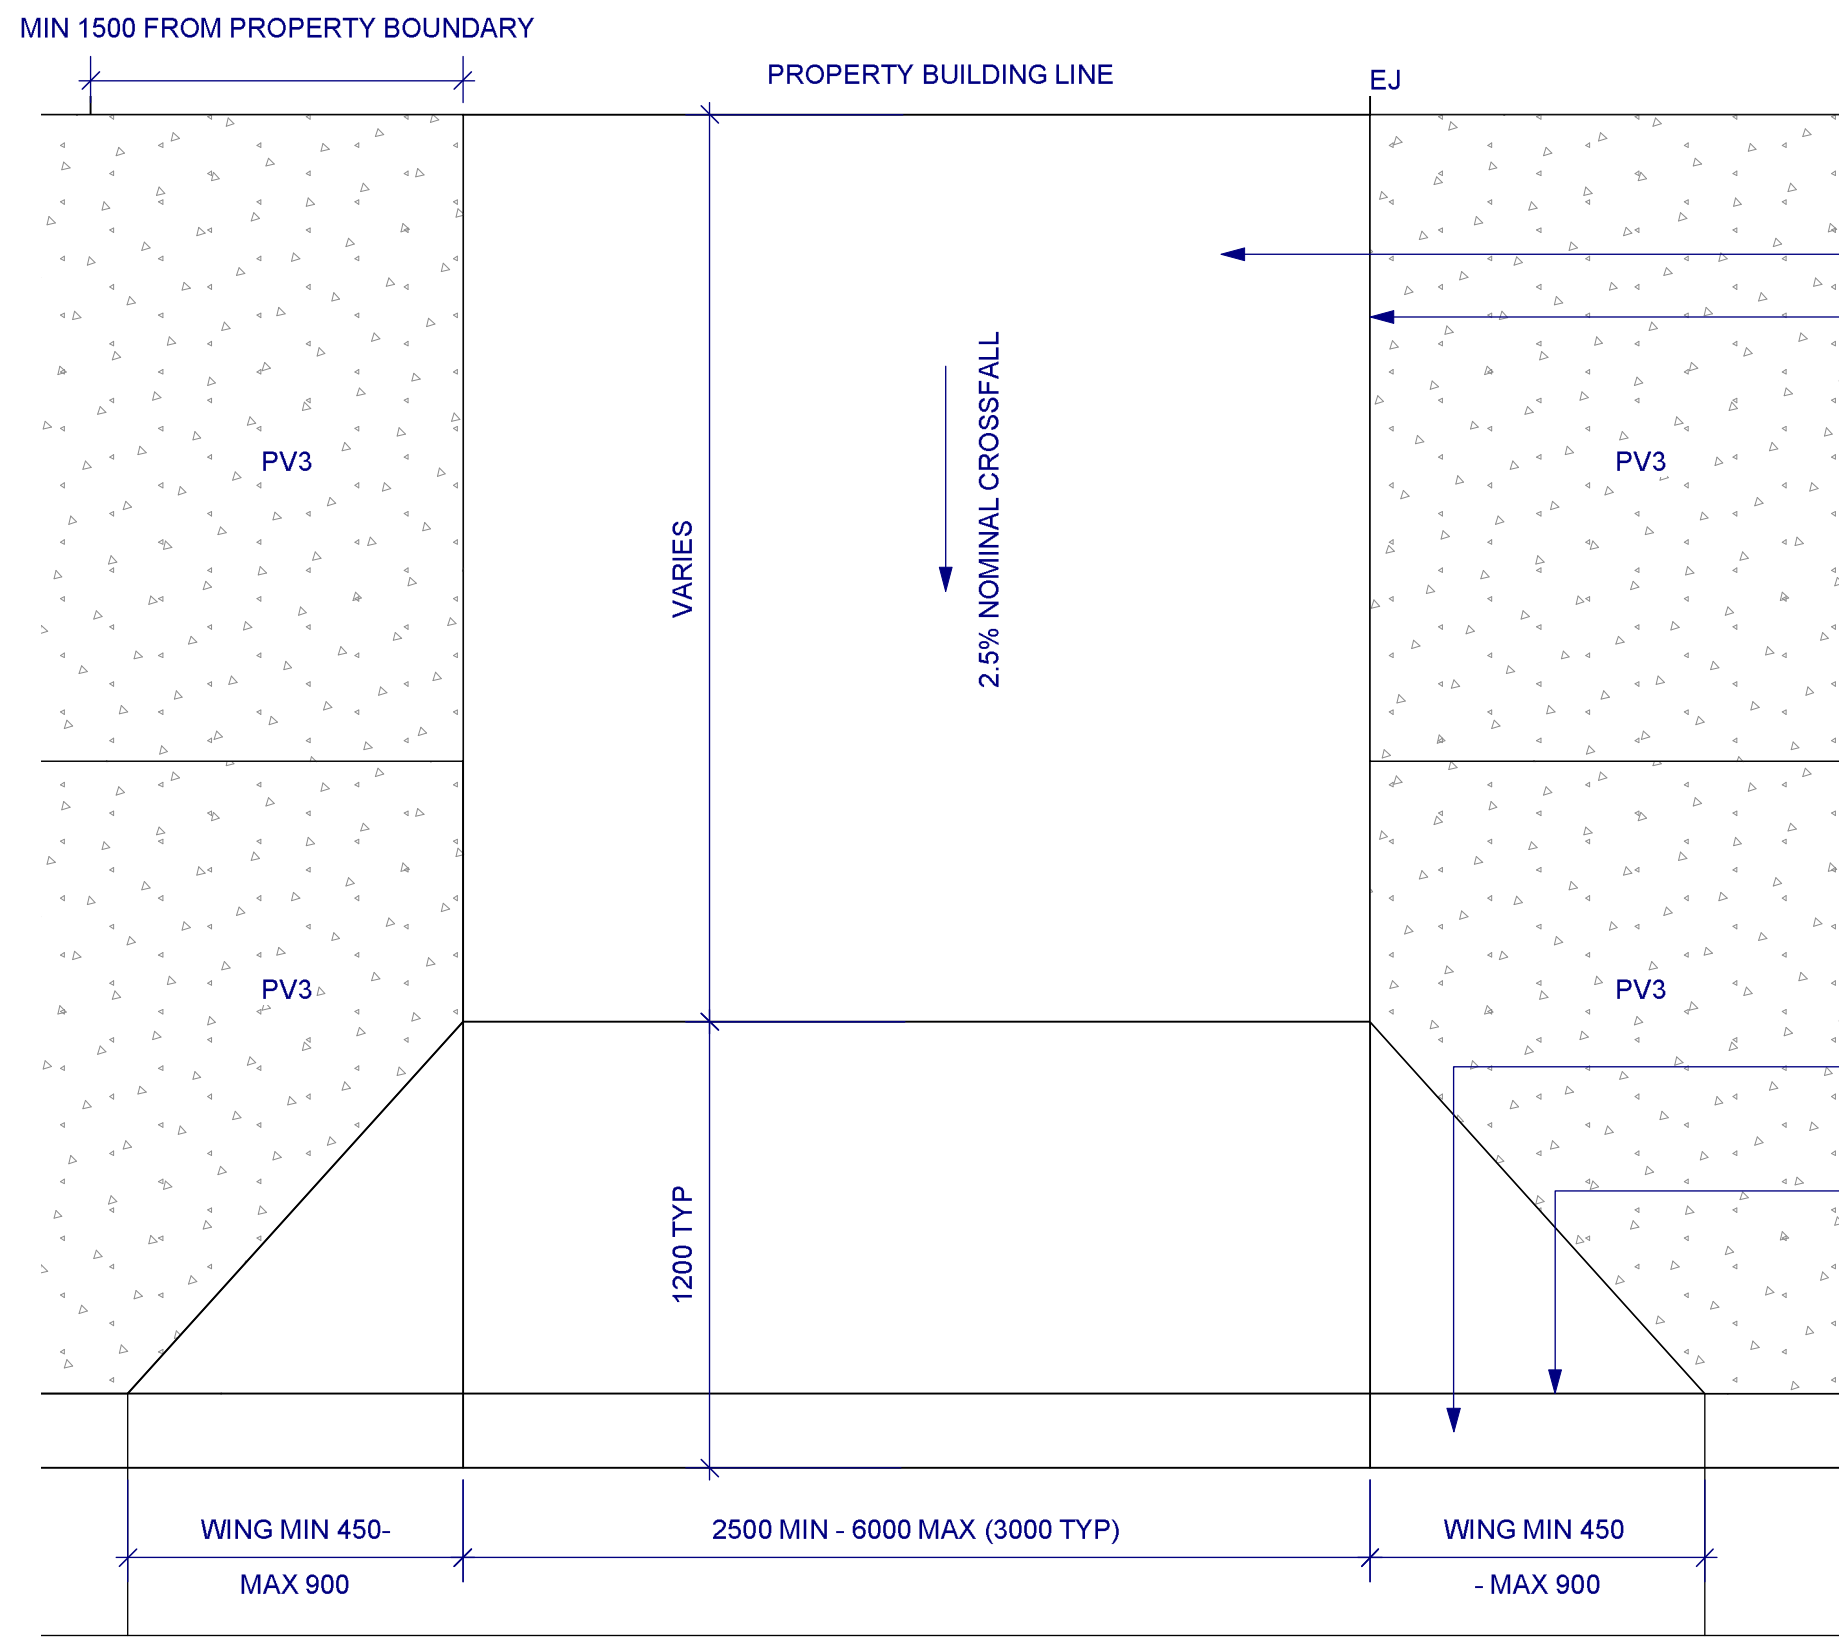 MIN 1500 FROM PROPERTY BOUNDARY
PROPERTY BUILDING LINE
EJ
2.5% NOMINAL CROSSFALL
PV3
PV3
VARIES
PV3
PV3
1200 TYP
WING MIN 450-
MAX 900
2500 MIN - 6000 MAX (3000 TYP)
WING MIN 450
- MAX 900